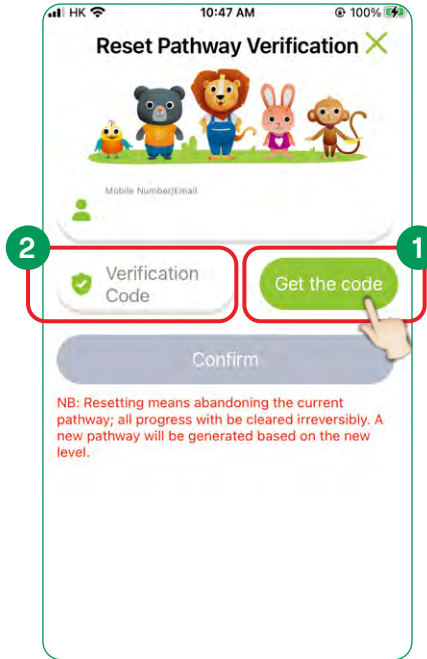 HK 10:47 AM 100%
Reset Pathway Verification
Mobile Number/Email
2
1
Verification
Code
Get the code
Confirm
NB: Resetting means abandoning the current
pathway; all progress with be cleared irreversibly. A
new pathway will be generated based on the new
level.